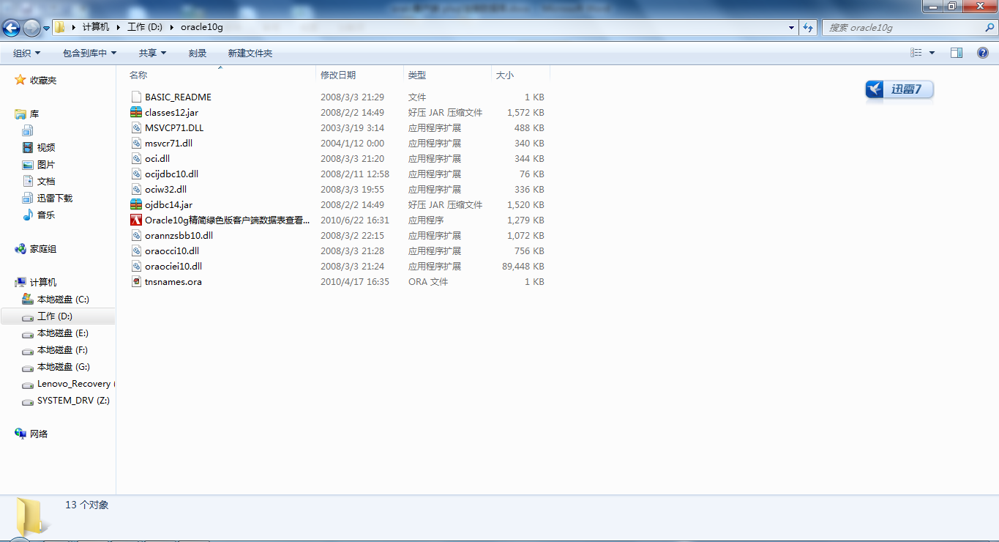 计算机 工作 (D:) oracle10g 搜索 oracle10g
组织 包含到库中 共享 刻录 新建文件夹
收藏夹
库
视频
图片
文档
迅雷下载
音乐
家庭组
计算机
本地磁盘 (C:)
工作 (D:)
本地磁盘 (E:)
本地磁盘 (F:)
本地磁盘 (G:)
Lenovo_Recovery (
SYSTEM_DRV (Z:)
网络
名称 修改日期 类型 大小
BASIC_README 2008/3/3 21:29 文件 1 KB
classes12.jar 2008/2/2 14:49 好压 JAR 压缩文件 1,572 KB
MSVCP71.DLL 2003/3/19 3:14 应用程序扩展 488 KB
msvcr71.dll 2004/1/12 0:00 应用程序扩展 340 KB
oci.dll 2008/3/3 21:20 应用程序扩展 344 KB
ocijdbc10.dll 2008/2/11 12:58 应用程序扩展 76 KB
ociw32.dll 2008/3/3 19:55 应用程序扩展 336 KB
ojdbc14.jar 2008/2/2 14:49 好压 JAR 压缩文件 1,520 KB
Oracle10g精简绿色版客户端数据表查看... 2010/6/22 16:31 应用程序 1,279 KB
orannzsbb10.dll 2008/3/2 22:15 应用程序扩展 1,072 KB
oraocci10.dll 2008/3/3 21:28 应用程序扩展 756 KB
oraociei10.dll 2008/3/3 21:24 应用程序扩展 89,448 KB
tnsnames.ora 2010/4/17 16:35 ORA 文件 1 KB
迅雷7
13 个对象